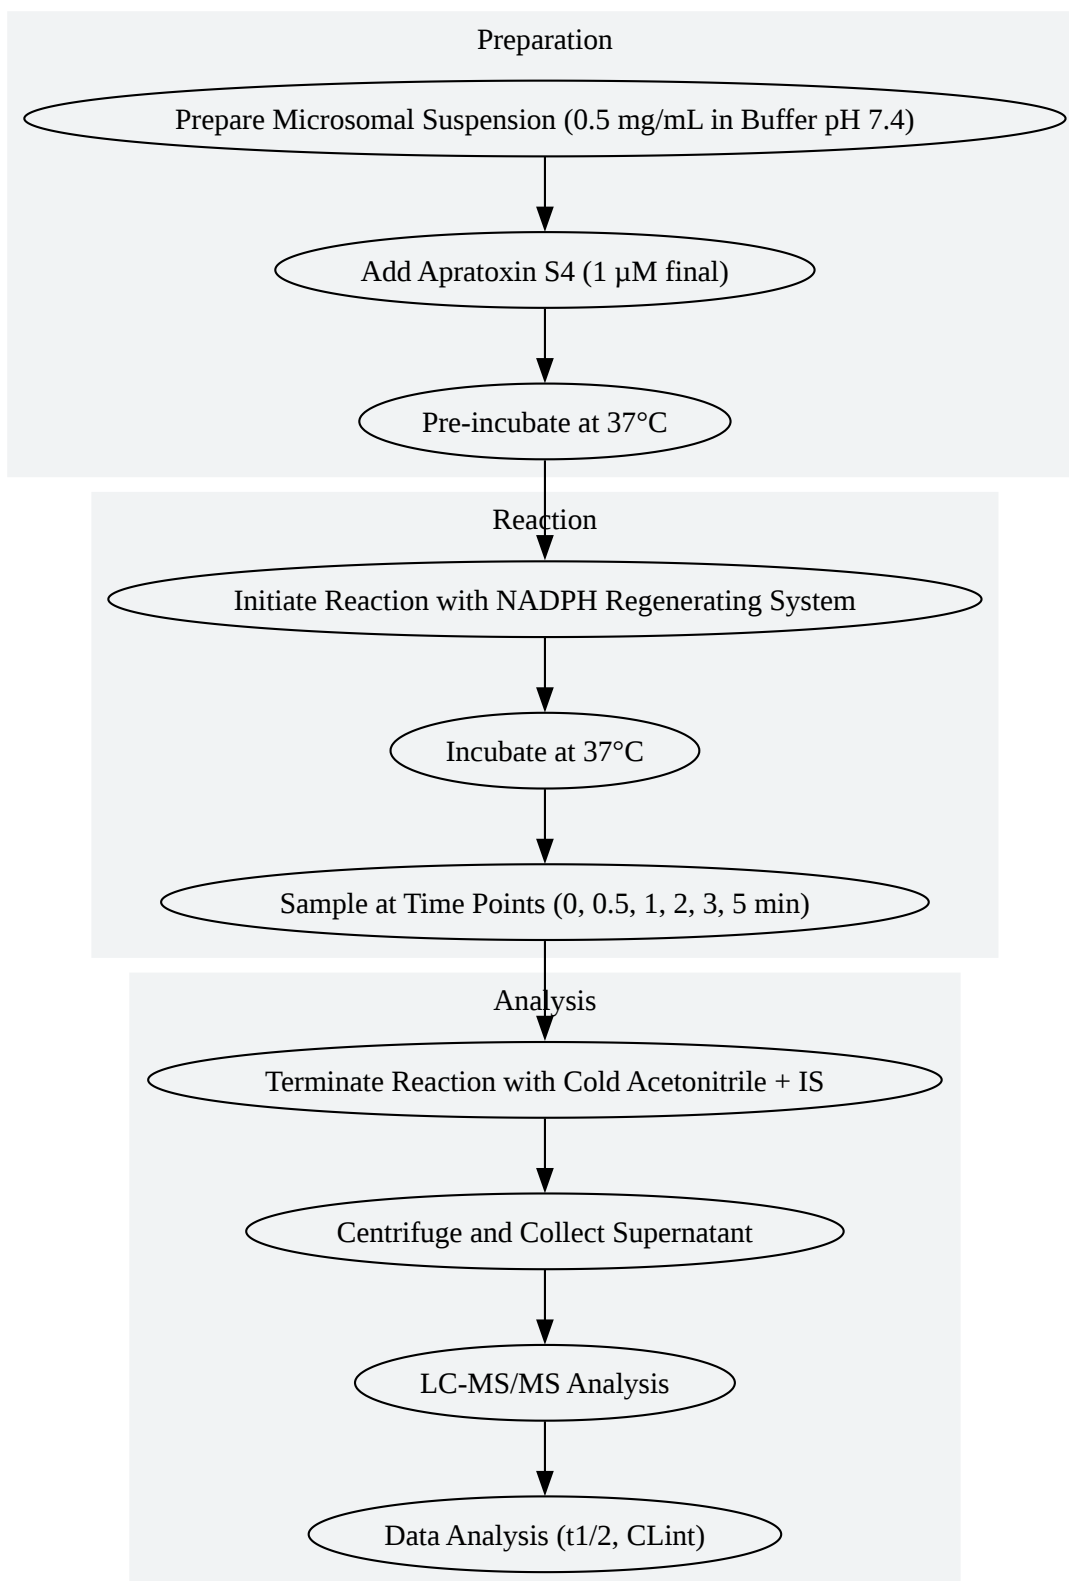 Preparation
Prepare Microsomal Suspension (0.5 mg/mL in Buffer pH 7.4)
Add Apratoxin S4 (1 µM final)
Pre-incubate at 37°C
Reaction
Initiate Reaction with NADPH Regenerating System
Incubate at 37°C
Sample at Time Points (0, 0.5, 1, 2, 3, 5 min)
Analysis
Terminate Reaction with Cold Acetonitrile + IS
Centrifuge and Collect Supernatant
LC-MS/MS Analysis
Data Analysis (t1/2, CLint)